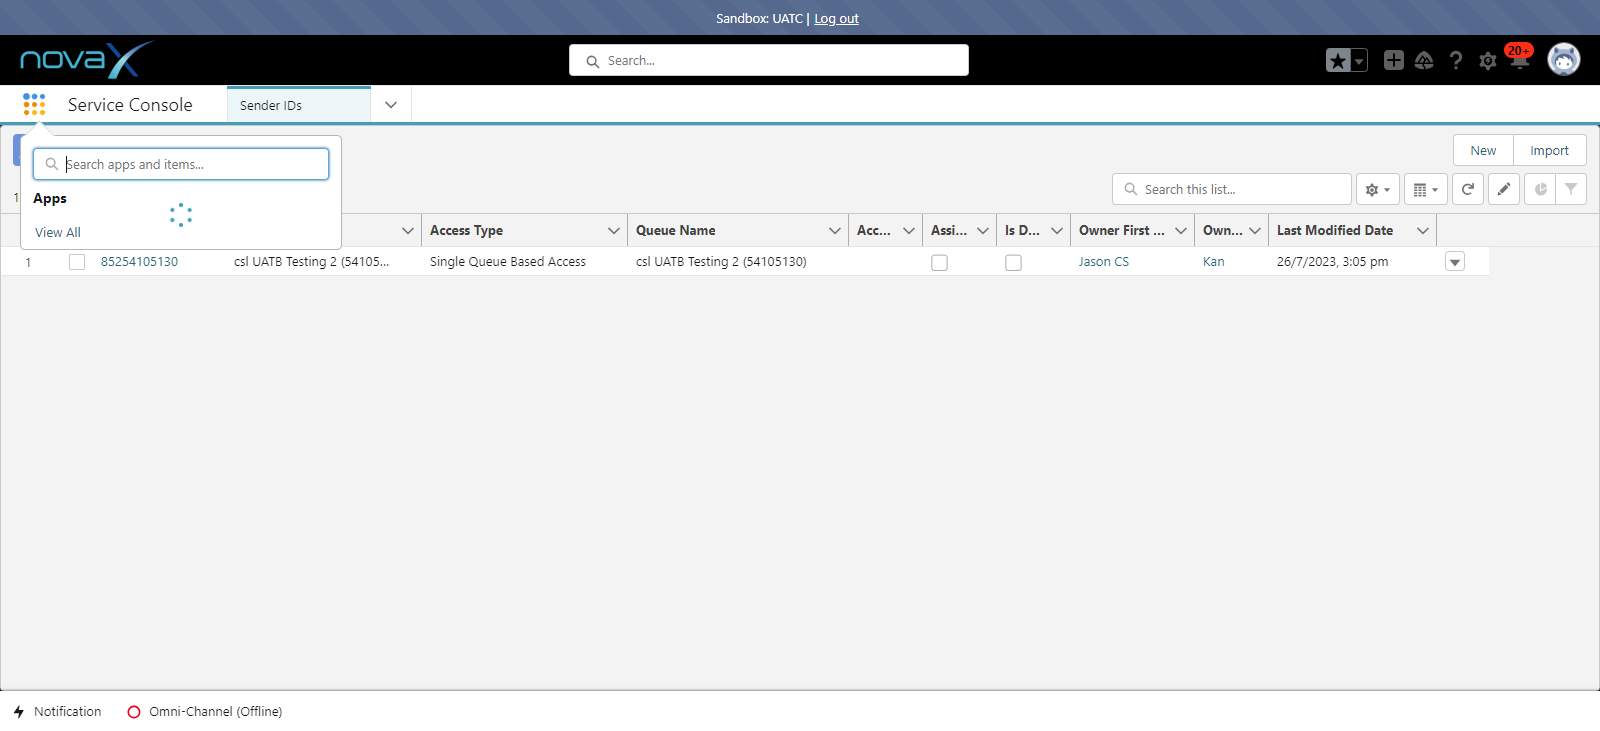 Sandbox: UATC | Log out
novaX
Search...
20+
Service Console
Sender IDs
Search apps and items...
Apps
View All
New
Import
1
Search this list...
Access Type
Queue Name
Acc...
Assi...
Is D...
Owner First ...
Own...
Last Modified Date
1
85254105130
csl UATB Testing 2 (54105...
Single Queue Based Access
csl UATB Testing 2 (54105130)
Jason CS
Kan
26/7/2023, 3:05 pm
Notification
Omni-Channel (Offline)